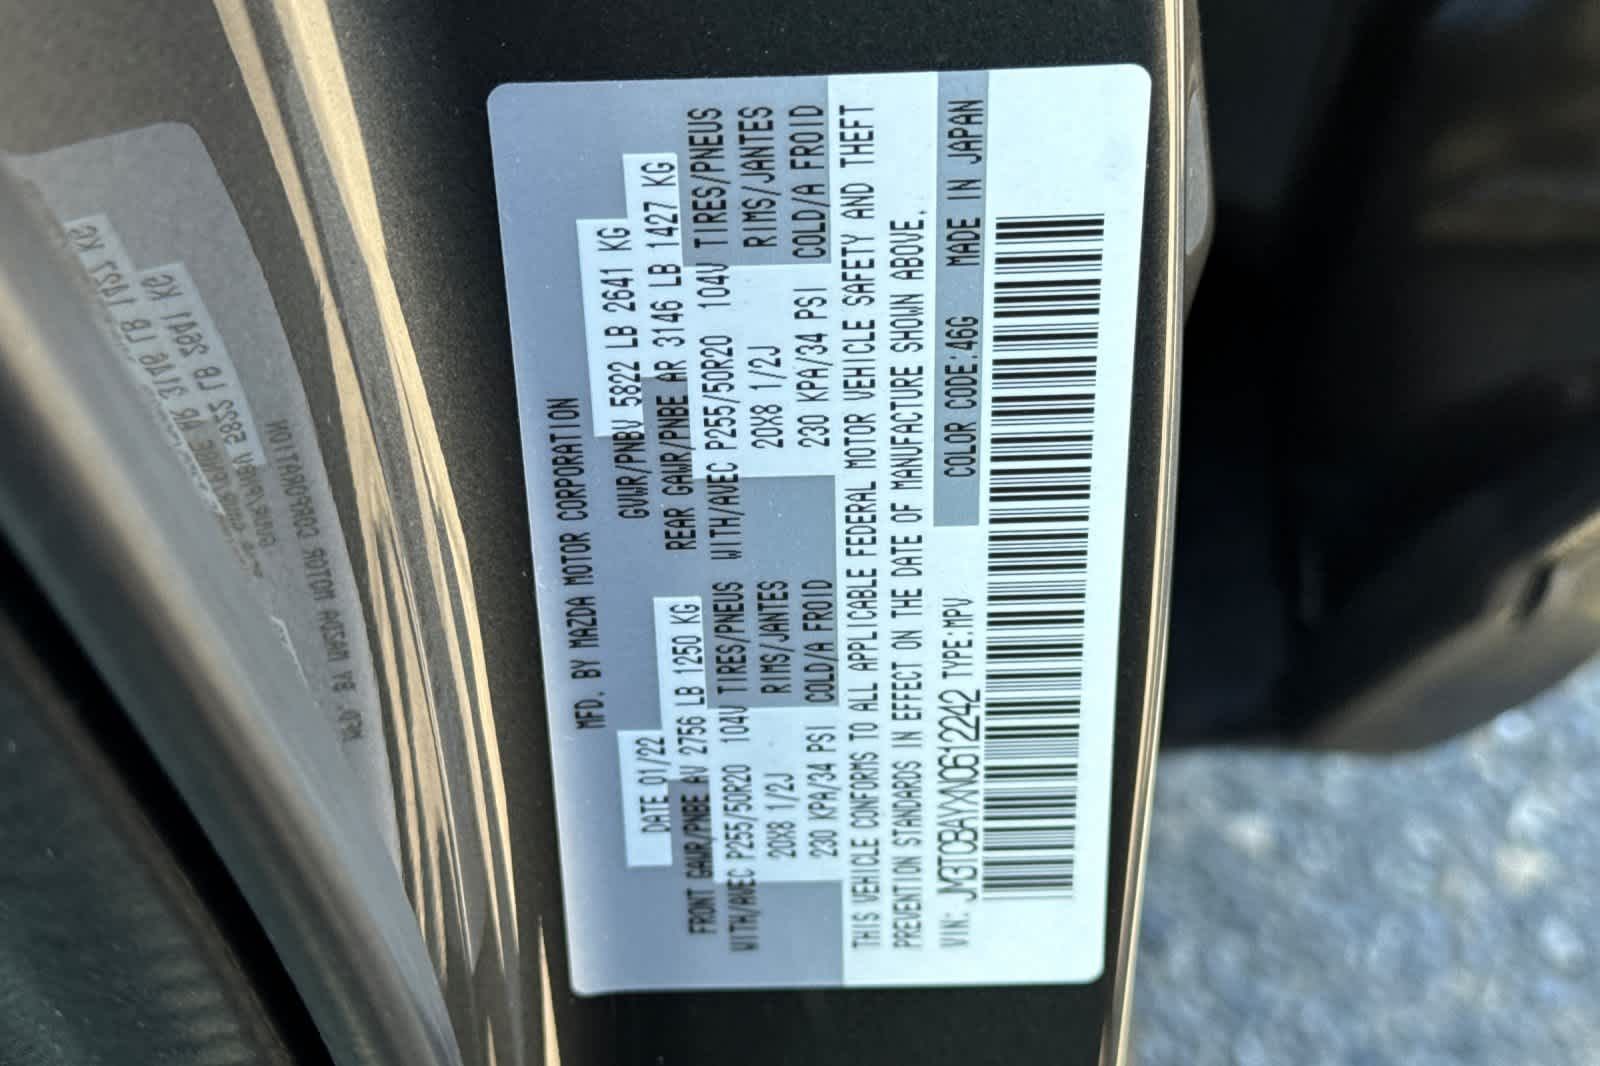 MFD. BY MAZDA MOTOR CORPORATION
DATE 01/22 GVWR/PNBV 5822 LB 2641 KG
FRONT GAWR/PNBE AV 2756 LB 1250 KG REAR GAWR/PNBE AR 3146 LB 1427 KG
WITH/AVEC P255/50R20 104V TIRES/PNEUS WITH/AVEC P255/50R20 104V TIRES/PNEUS
20X8 1/2J RIMS/JANTES 20X8 1/2J RIMS/JANTES
230 KPA/34 PSI COLD/A FROID 230 KPA/34 PSI COLD/A FROID
THIS VEHICLE CONFORMS TO ALL APPLICABLE FEDERAL MOTOR VEHICLE SAFETY AND THEFT
PREVENTION STANDARDS IN EFFECT ON THE DATE OF MANUFACTURE SHOWN ABOVE.
VIN: JM3TCBAYXN0612242 TYPE:MPV COLOR CODE:46G MADE IN JAPAN